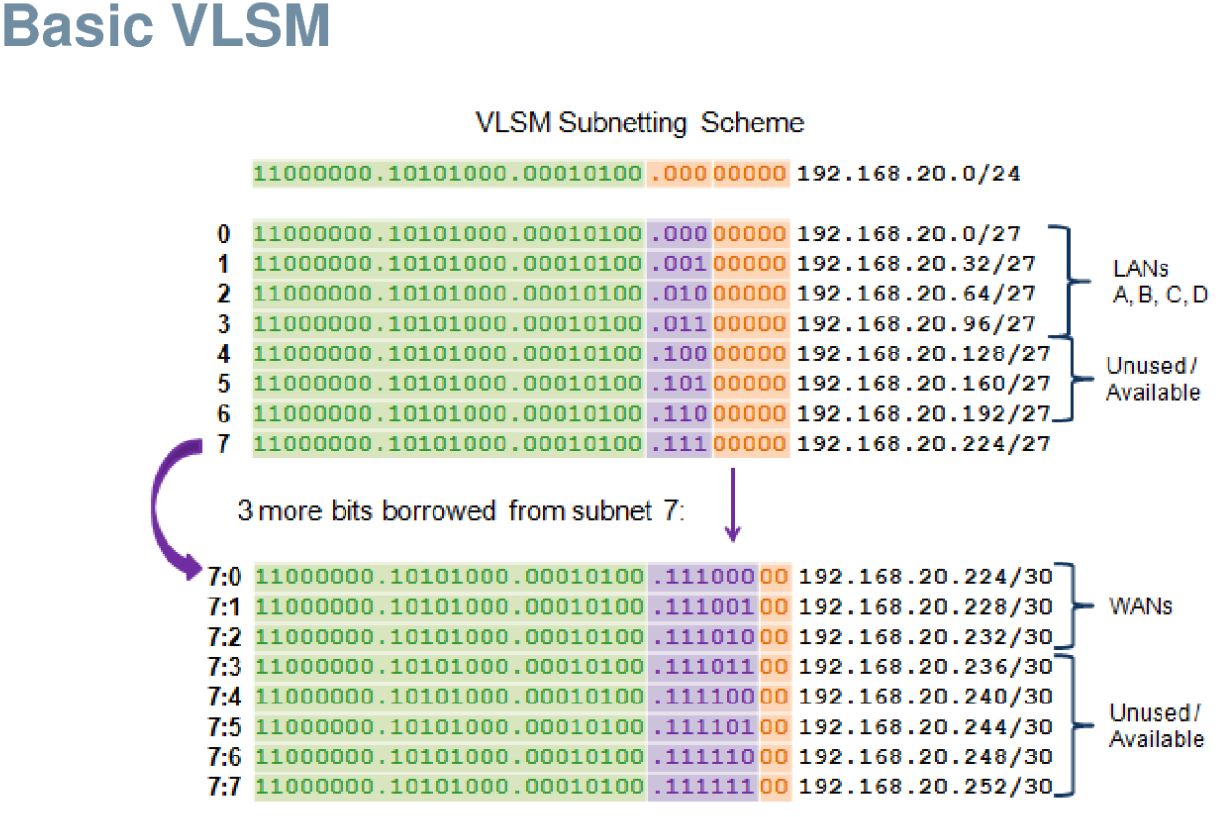 Basic VLSM
VLSM Subnetting Scheme
11000000.10101000.00010100 .000 00000 192.168.20.0/24
0 11000000.10101000.00010100 .000 00000 192.168.20.0/27
1 11000000.10101000.00010100 .001 00000 192.168.20.32/27
2 11000000.10101000.00010100 .010 00000 192.168.20.64/27
3 11000000.10101000.00010100 .011 00000 192.168.20.96/27
LANs
A, B, C, D
4 11000000.10101000.00010100 .100 00000 192.168.20.128/27
5 11000000.10101000.00010100 .101 00000 192.168.20.160/27
6 11000000.10101000.00010100 .110 00000 192.168.20.192/27
Unused/
Available
7 11000000.10101000.00010100 .111 00000 192.168.20.224/27
3 more bits borrowed from subnet 7:
7:0 11000000.10101000.00010100 .111000 00 192.168.20.224/30
7:1 11000000.10101000.00010100 .111001 00 192.168.20.228/30
7:2 11000000.10101000.00010100 .111010 00 192.168.20.232/30
WANs
7:3 11000000.10101000.00010100 .111011 00 192.168.20.236/30
7:4 11000000.10101000.00010100 .111100 00 192.168.20.240/30
7:5 11000000.10101000.00010100 .111101 00 192.168.20.244/30
7:6 11000000.10101000.00010100 .111110 00 192.168.20.248/30
7:7 11000000.10101000.00010100 .111111 00 192.168.20.252/30
Unused/
Available